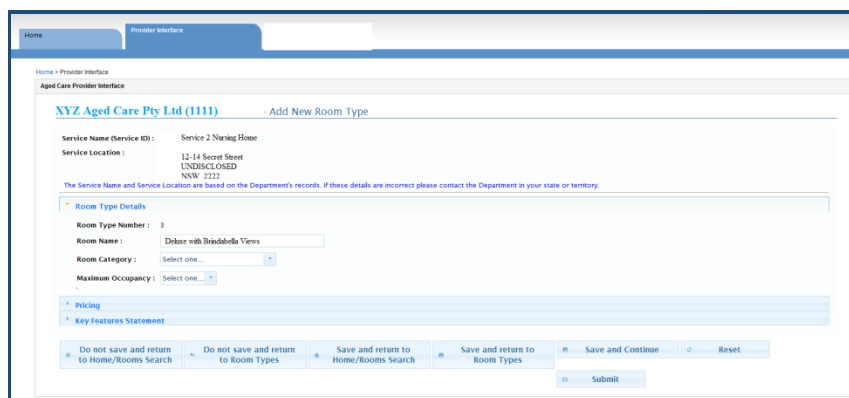 Home
Provider Interface
Home > Provider Interface
Aged Care Provider Interface
XYZ Aged Care Pty Ltd (1111) - Add New Room Type
Service Name (Service ID) : Service 2 Nursing Home
Service Location :
12-14 Secret Street
UNDISCLOSED
NSW 2222
The Service Name and Service Location are based on the Department's records. If these details are incorrect please contact the Department in your state or territory.
Room Type Details
Room Type Number : 3
Room Name : Deluxe with Brindabella Views
Room Category : Select one...
Maximum Occupancy : Select one...
Pricing
Key Features Statement
Do not save and return
to Home/Rooms Search
Do not save and return
to Room Types
Save and return to
Home/Rooms Search
Save and return to
Room Types
Save and Continue
Reset
Submit